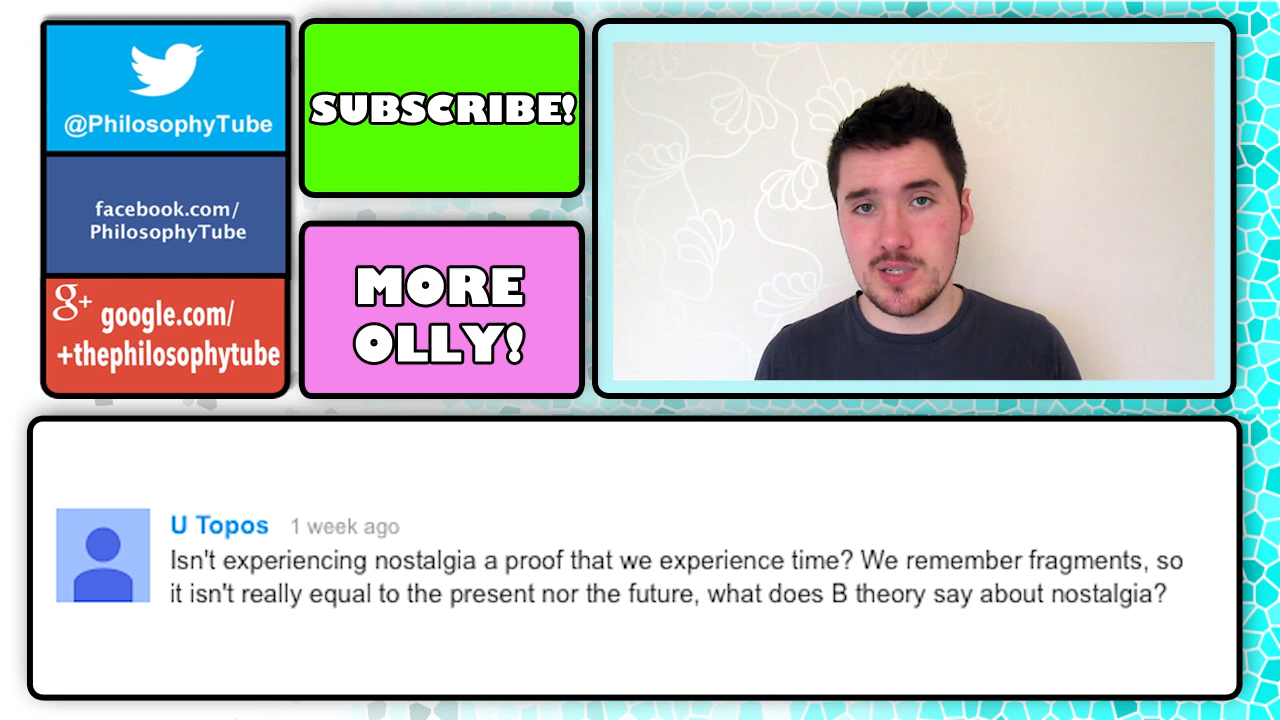 @PhilosophyTube
facebook.com/
PhilosophyTube
g+ google.com/
+thephilosophytube
SUBSCRIBE!
MORE
OLLY!
U Topos 1 week ago
Isn't experiencing nostalgia a proof that we experience time? We remember fragments, so
it isn't really equal to the present nor the future, what does B theory say about nostalgia?